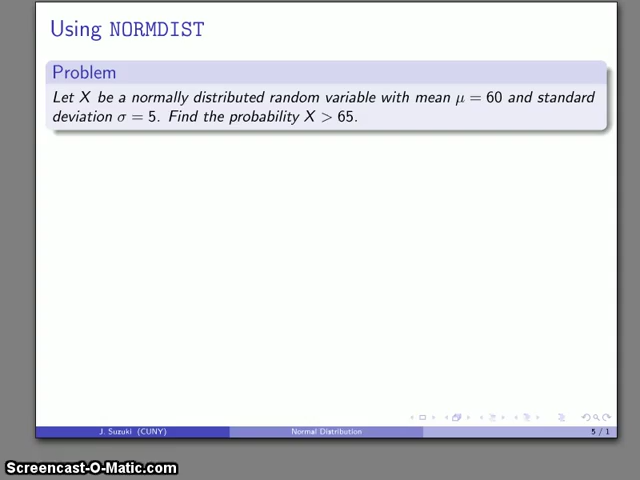 Using NORMDIST
Problem
Let X be a normally distributed random variable with mean μ = 60 and standard
deviation σ = 5. Find the probability X > 65.
J. Suzuki (CUNY)
Normal Distribution
5 / 1
Screencast-O-Matic.com